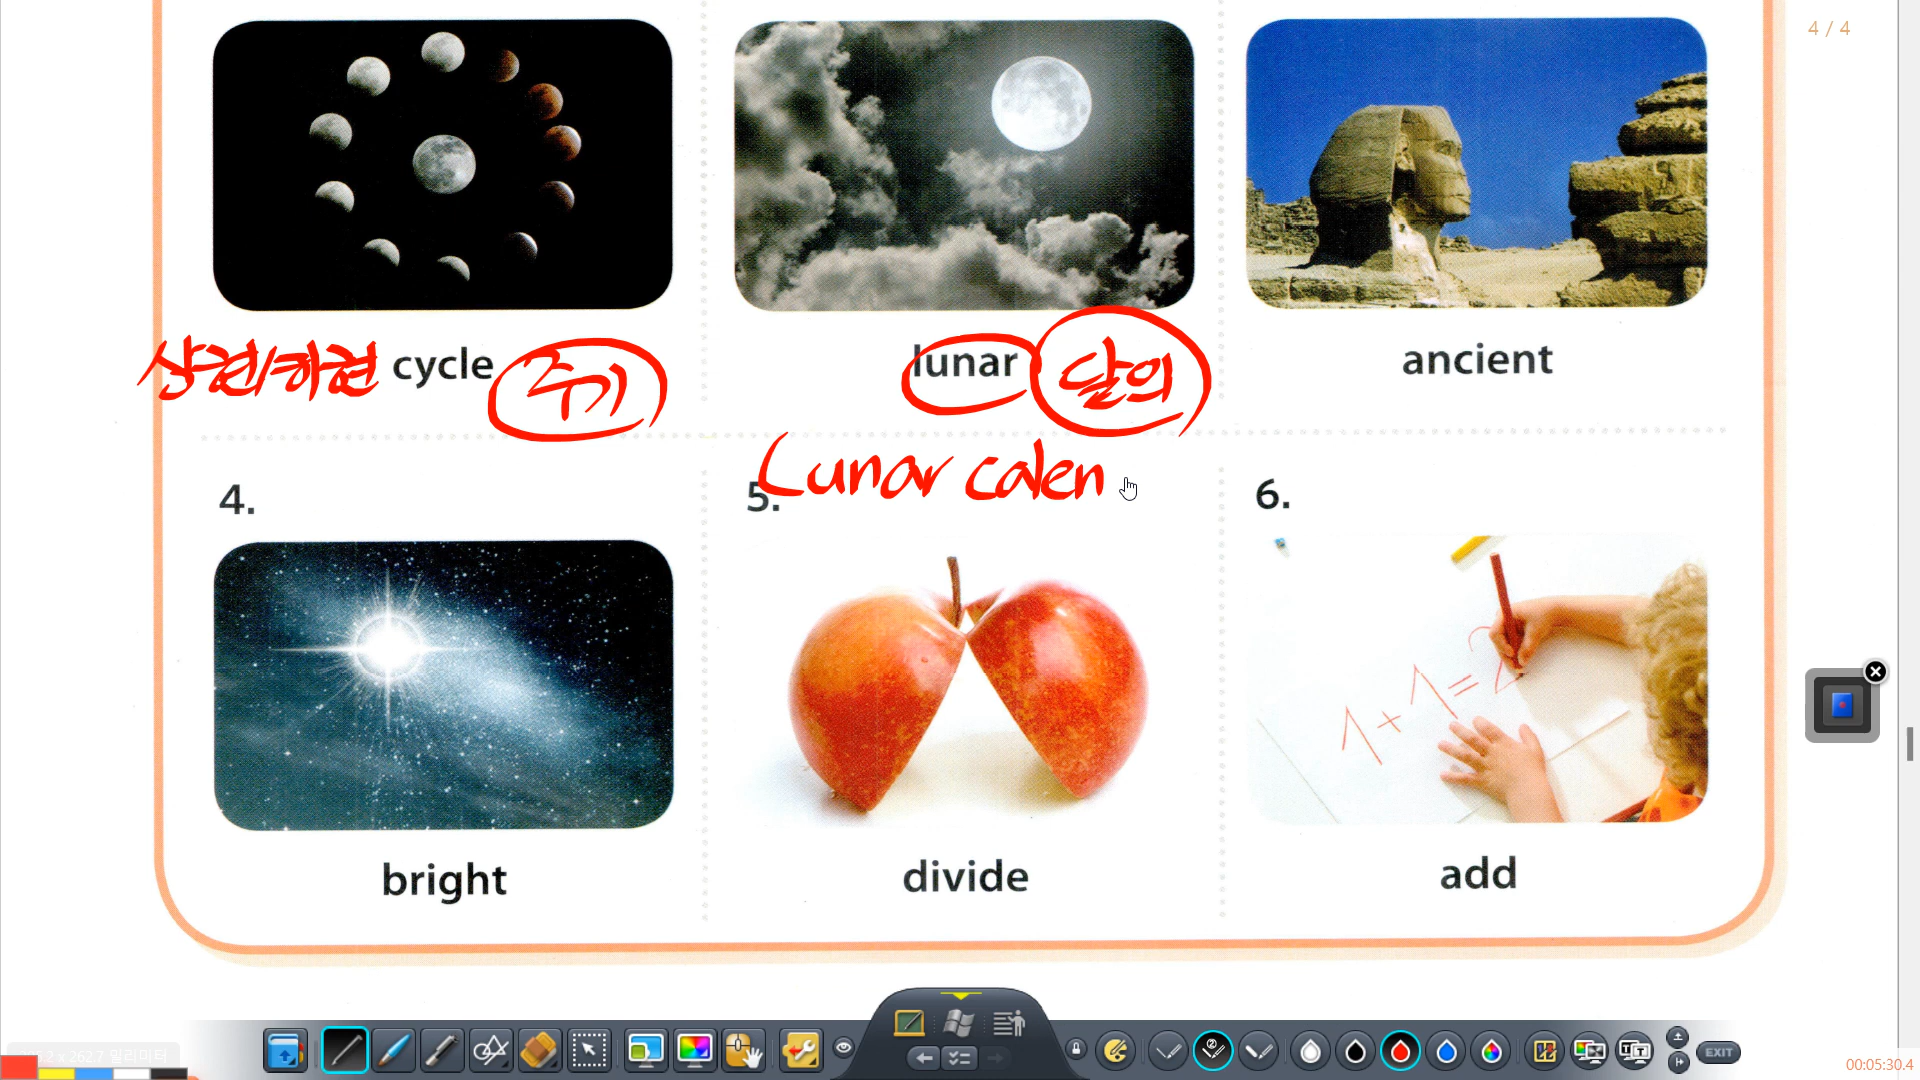 4 / 4
상현/하현 cycle 주기
lunar 달의
ancient
Lunar calen
4.
5.
6.
1+1=2
bright
divide
add
EXIT
00:05:30.4